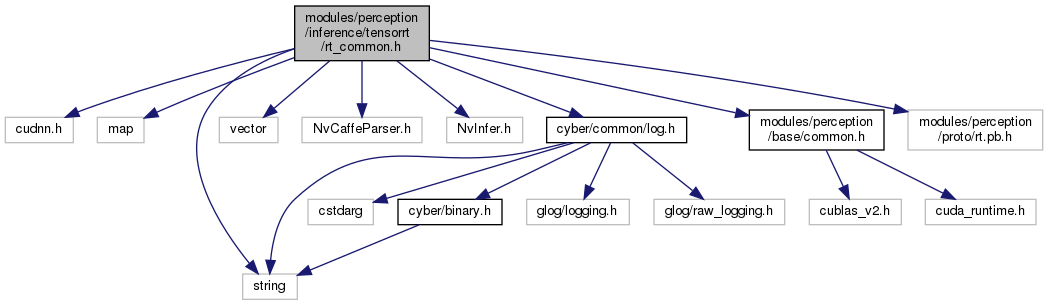 modules/perception
/inference/tensorrt
/rt_common.h
cudnn.h
map
vector
NvCaffeParser.h
NvInfer.h
cyber/common/log.h
modules/perception
/base/common.h
modules/perception
/proto/rt.pb.h
cstdarg
cyber/binary.h
glog/logging.h
glog/raw_logging.h
cublas_v2.h
cuda_runtime.h
string